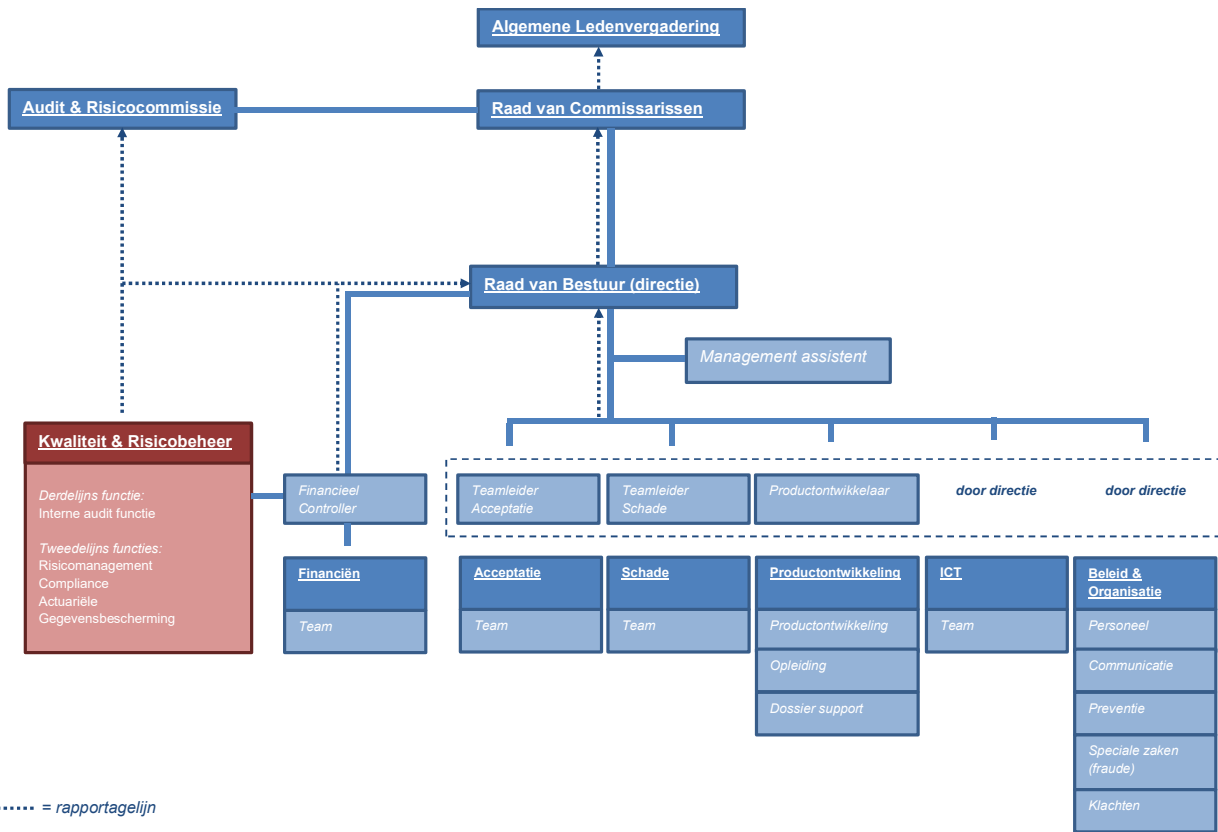 Algemene Ledenvergadering
Audit & Risicocommissie
Raad van Commissarissen
Raad van Bestuur (directie)
Management assistent
Kwaliteit & Risicobeheer
Derdelijns functie:
Interne audit functie
Tweedelijns functies:
Risicomanagement
Compliance
Actuariële
Gegevensbescherming
Financieel
Controller
Teamleider
Acceptatie
Teamleider
Schade
Productontwikkelaar
door directie
door directie
Financiën
Team
Acceptatie
Team
Schade
Team
Productontwikkeling
Productontwikkeling
Opleiding
Dossier support
ICT
Team
Beleid &
Organisatie
Personeel
Communicatie
Preventie
Speciale zaken
(fraude)
Klachten
= rapportagelijn